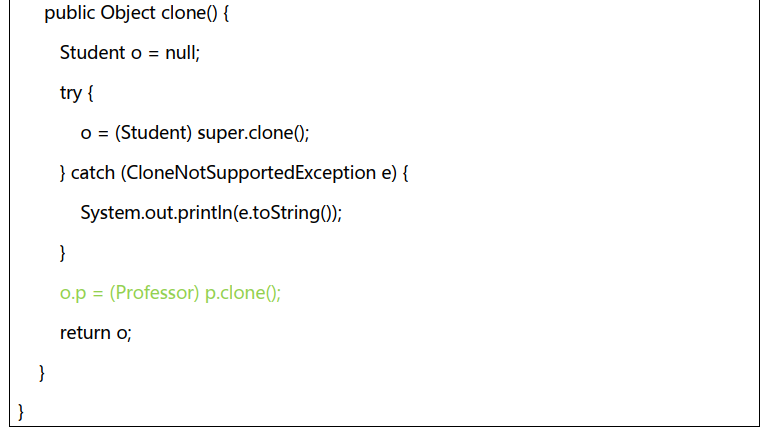 public Object clone() {
Student o = null;
try {
o = (Student) super.clone();
} catch (CloneNotSupportedException e) {
System.out.println(e.toString());
}
o.p = (Professor) p.clone();
return o;
}
}